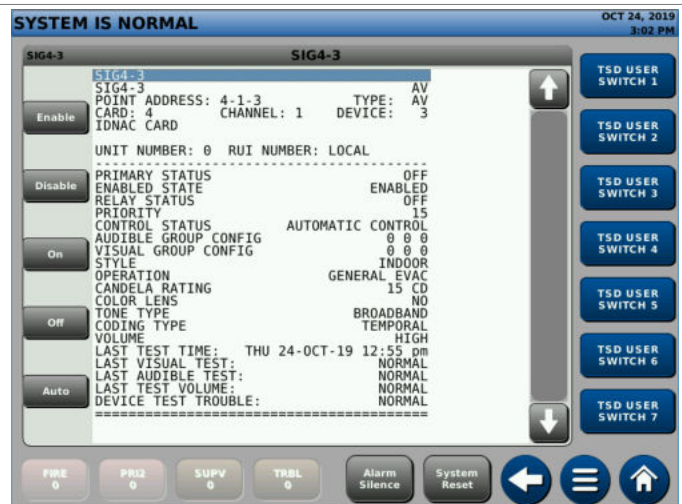 SYSTEM IS NORMAL
OCT 24, 2019
3:02 PM
SIG4-3
SIG4-3
Enable
Disable
On
Off
Auto
SIG4-3
SIG4-3 AV
POINT ADDRESS: 4-1-3 TYPE: AV
CARD: 4 CHANNEL: 1 DEVICE: 3
IDNAC CARD
UNIT NUMBER: 0 RUI NUMBER: LOCAL
----------------------------------------
PRIMARY STATUS OFF
ENABLED STATE ENABLED
RELAY STATUS OFF
PRIORITY 15
CONTROL STATUS AUTOMATIC CONTROL
AUDIBLE GROUP CONFIG 0 0 0
VISUAL GROUP CONFIG 0 0 0
STYLE INDOOR
OPERATION GENERAL EVAC
CANDELA RATING 15 CD
COLOR LENS NO
TONE TYPE BROADBAND
CODING TYPE TEMPORAL
VOLUME HIGH
LAST TEST TIME: THU 24-OCT-19 12:55 pm
LAST VISUAL TEST: NORMAL
LAST AUDIBLE TEST: NORMAL
LAST TEST VOLUME: NORMAL
DEVICE TEST TROUBLE: NORMAL
========================================
TSD USER
SWITCH 1
TSD USER
SWITCH 2
TSD USER
SWITCH 3
TSD USER
SWITCH 4
TSD USER
SWITCH 5
TSD USER
SWITCH 6
TSD USER
SWITCH 7
FIRE
0
PRI2
0
SUPV
0
TRBL
0
Alarm
Silence
System
Reset